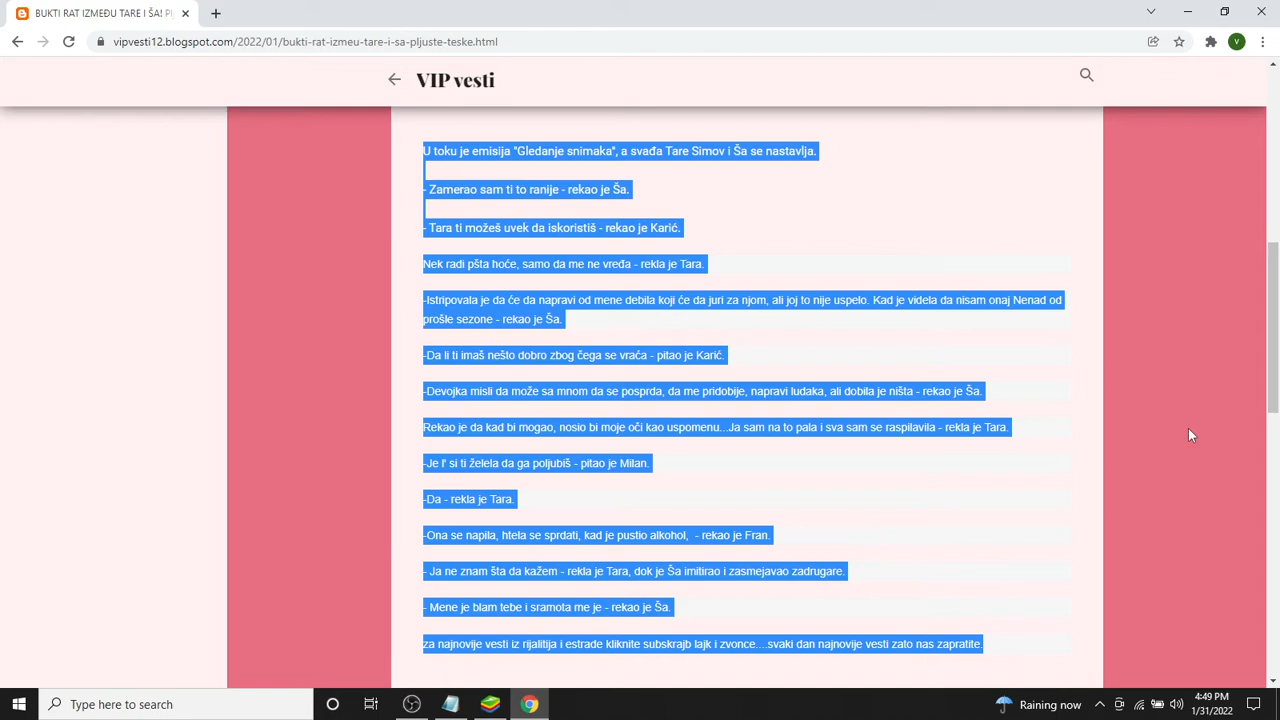 BUKTI RAT IZMEĐU TARE I ŠA! Plj
vipvesti12.blogspot.com/2022/01/bukti-rat-izmeu-tare-i-sa-pljuste-teske.html
V
VIP vesti
U toku je emisija "Gledanje snimaka", a svađa Tare Simov i Ša se nastavlja.
- Zamerao sam ti to ranije - rekao je Ša.
- Tara ti možeš uvek da iskoristiš - rekao je Karić.
Nek radi pšta hoće, samo da me ne vređa - rekla je Tara.
-Istripovala je da će da napravi od mene debila koji će da juri za njom, ali joj to nije uspelo. Kad je videla da nisam onaj Nenad od
prošle sezone - rekao je Ša.
-Da li ti imaš nešto dobro zbog čega se vraća - pitao je Karić.
-Devojka misli da može sa mnom da se posprda, da me pridobije, napravi ludaka, ali dobila je ništa - rekao je Ša.
Rekao je da kad bi mogao, nosio bi moje oči kao uspomenu...Ja sam na to pala i sva sam se raspilavila - rekla je Tara.
-Je l' si ti želela da ga poljubiš - pitao je Milan.
-Da - rekla je Tara.
-Ona se napila, htela se sprdati, kad je pustio alkohol,  - rekao je Fran.
- Ja ne znam šta da kažem - rekla je Tara, dok je Ša imitirao i zasmejavao zadrugare.
- Mene je blam tebe i sramota me je - rekao je Ša.
za najnovije vesti iz rijalitija i estrade kliknite subskrajb lajk i zvonce....svaki dan najnovije vesti zato nas zapratite.
Type here to search
Raining now
4:49 PM
1/31/2022